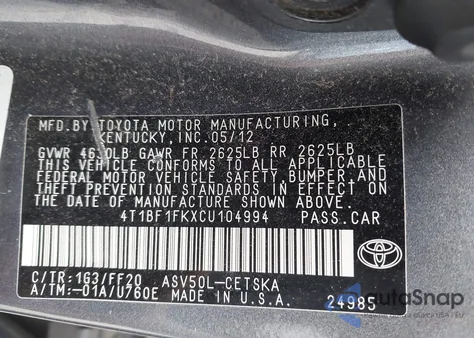 MFD.BY TOYOTA MOTOR MANUFACTURING,
KENTUCKY, INC. 05/12
GVWR LB GAWR FR 2625LB RR 2625LB
THIS VEHICLE CONFORMS TO ALL APPLICABLE
FEDERAL MOTOR VEHICLE SAFETY, BUMPER, AND
THEFT PREVENTION STANDARDS IN EFFECT ON
THE DATE OF MANUFACTURE SHOWN ABOVE.
4T1BF1FKXCU104994 PASS.CAR
TOYOTA
C/TR:1G3/FF20 ASV50L-CETSKA
A/TM:-01A/U760E MADE IN U.S.A. 24985
AutoSnap